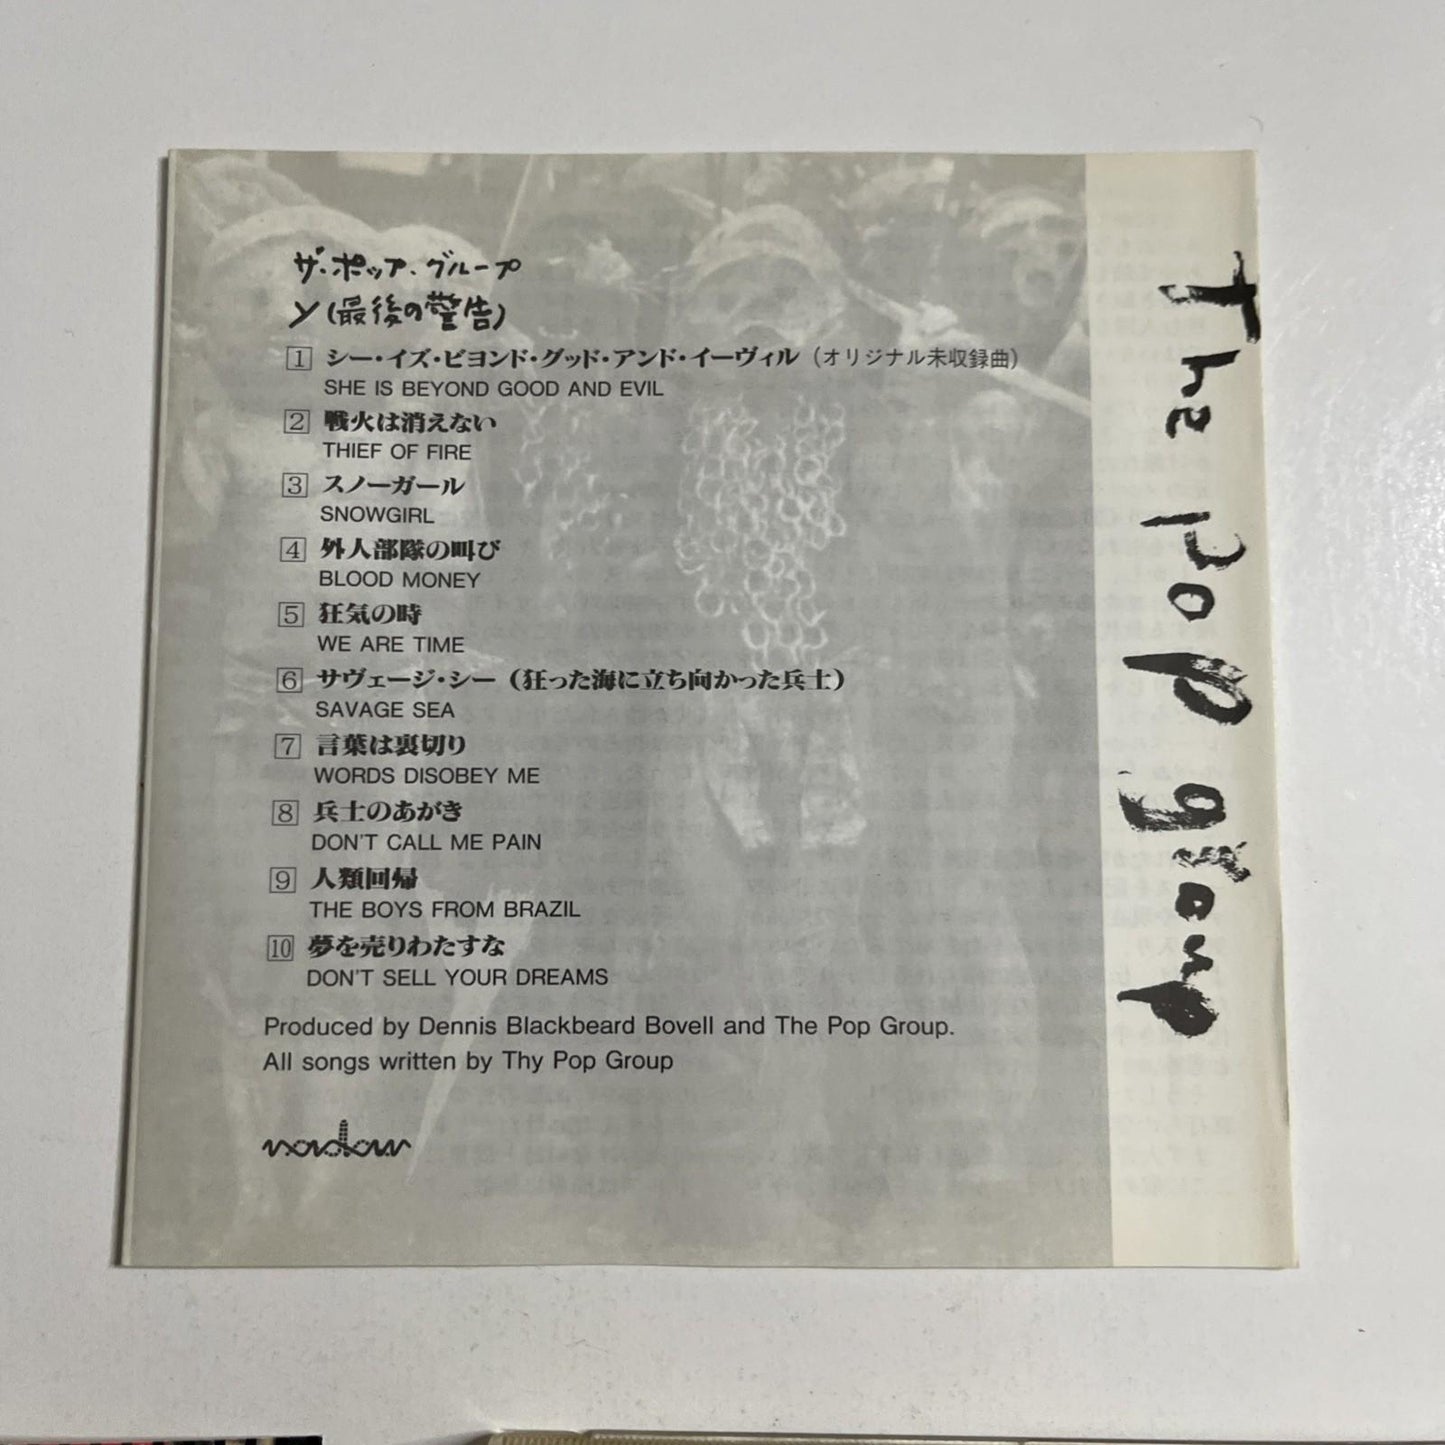 ザ・ポップ・グループ
Y(最後の警告)
1 シー・イズ・ビヨンド・グッド・アンド・イーヴィル（オリジナル未収録曲）
SHE IS BEYOND GOOD AND EVIL
2 戦火は消えない
THIEF OF FIRE
3 スノーガール
SNOWGIRL
4 外人部隊の叫び
BLOOD MONEY
5 狂気の時
WE ARE TIME
6 サヴェージ・シー（狂った海に立ち向かった兵士）
SAVAGE SEA
7 言葉は裏切り
WORDS DISOBEY ME
8 兵士のあがき
DON'T CALL ME PAIN
9 人類回帰
THE BOYS FROM BRAZIL
10 夢を売りわたすな
DON'T SELL YOUR DREAMS
Produced by Dennis Blackbeard Bovell and The Pop Group.
All songs written by Thy Pop Group
radar
The pop group